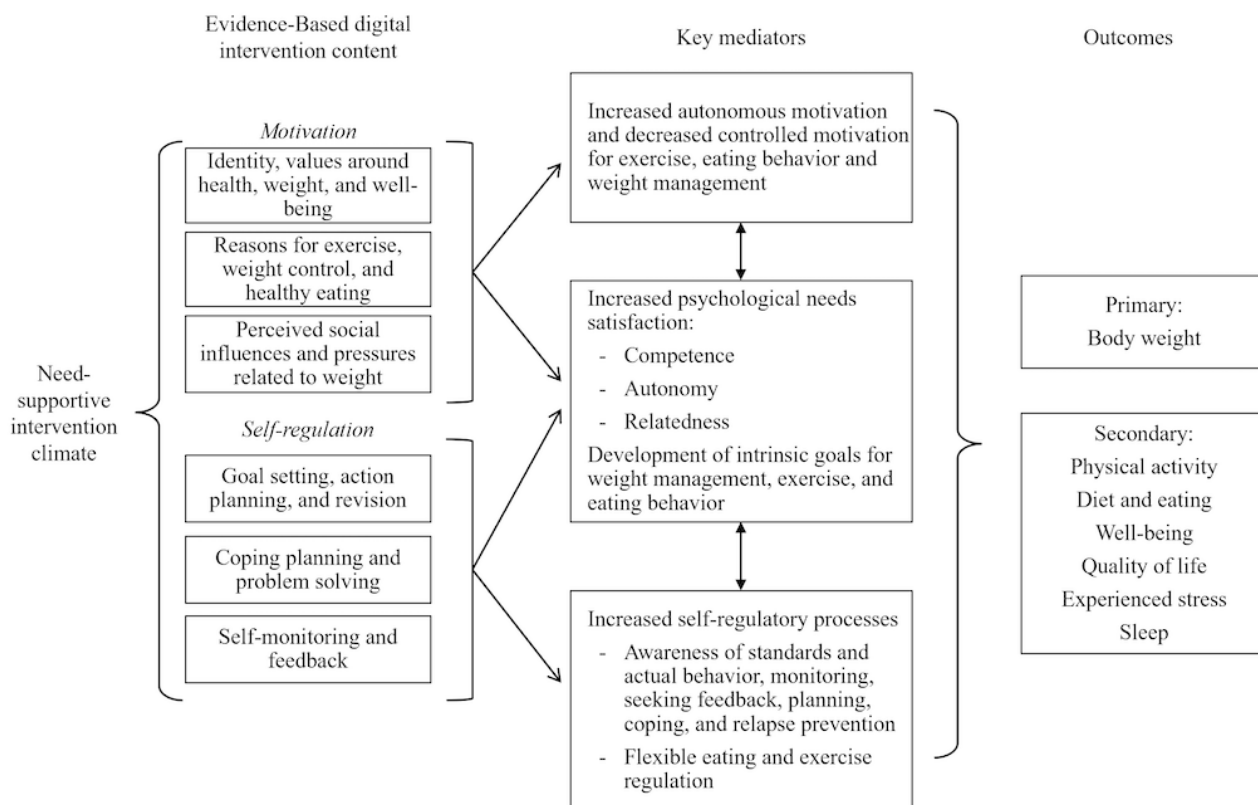 Evidence-Based digital
intervention content
Key mediators
Outcomes
Need-
supportive
intervention
climate
Motivation
Identity, values around
health, weight, and well-
being
Reasons for exercise,
weight control, and
healthy eating
Perceived social
influences and pressures
related to weight
Self-regulation
Goal setting, action
planning, and revision
Coping planning and
problem solving
Self-monitoring and
feedback
Increased autonomous motivation
and decreased controlled motivation
for exercise, eating behavior and
weight management
Increased psychological needs
satisfaction:
- Competence
- Autonomy
- Relatedness
Development of intrinsic goals for
weight management, exercise, and
eating behavior
Increased self-regulatory processes
- Awareness of standards and
actual behavior, monitoring,
seeking feedback, planning,
coping, and relapse prevention
- Flexible eating and exercise
regulation
Primary:
Body weight
Secondary:
Physical activity
Diet and eating
Well-being
Quality of life
Experienced stress
Sleep